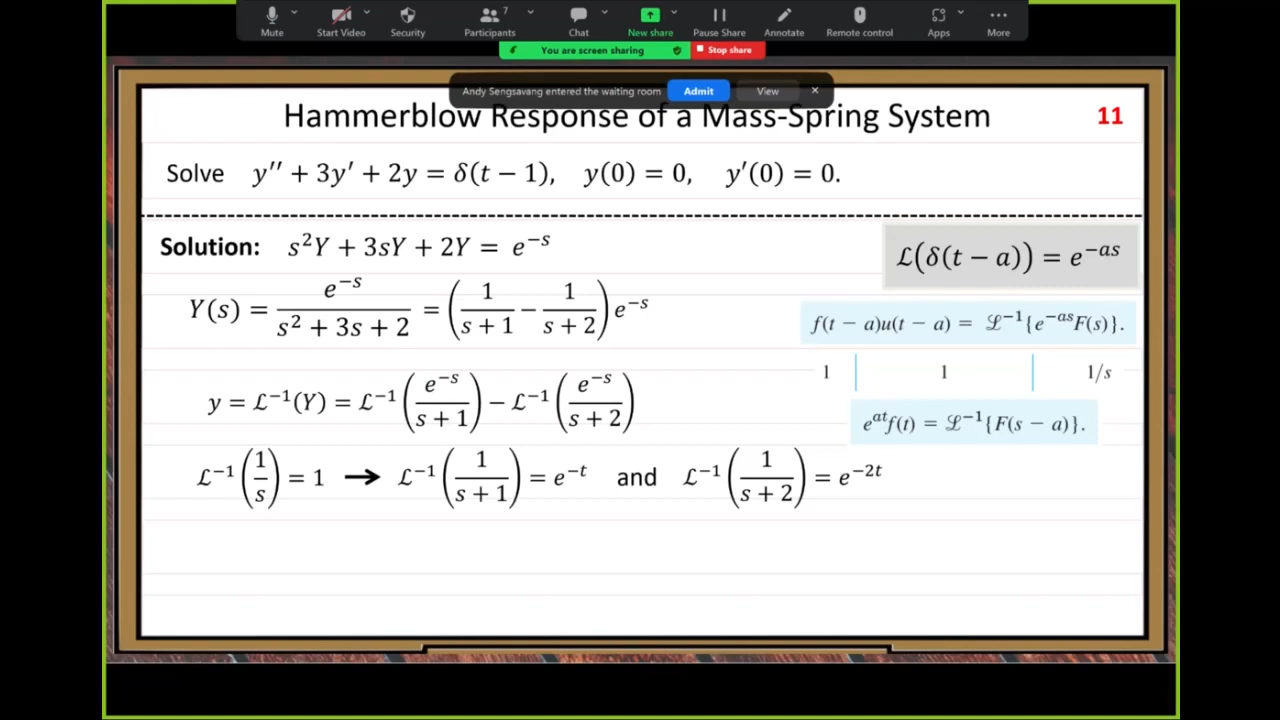 7
Mute Start Video Security Participants Chat New share Pause Share Annotate Remote control Apps More
You are screen sharing Stop share
Andy Sengsavang entered the waiting room Admit View
Hammerblow Response of a Mass-Spring System 11
Solve y″ + 3y′ + 2y = δ(t − 1), y(0) = 0, y′(0) = 0.
Solution: s²Y + 3sY + 2Y = e⁻ˢ
ℒ(δ(t − a)) = e⁻ᵃˢ
Y(s) = e⁻ˢ / (s² + 3s + 2) = (1/(s + 1) − 1/(s + 2)) e⁻ˢ
f(t − a)u(t − a) = ℒ⁻¹{e⁻ᵃˢF(s)}.
1 1 1/s
y = ℒ⁻¹(Y) = ℒ⁻¹(e⁻ˢ/(s + 1)) − ℒ⁻¹(e⁻ˢ/(s + 2))
eᵃᵗf(t) = ℒ⁻¹{F(s − a)}.
ℒ⁻¹(1/s) = 1 → ℒ⁻¹(1/(s + 1)) = e⁻ᵗ and ℒ⁻¹(1/(s + 2)) = e⁻²ᵗ